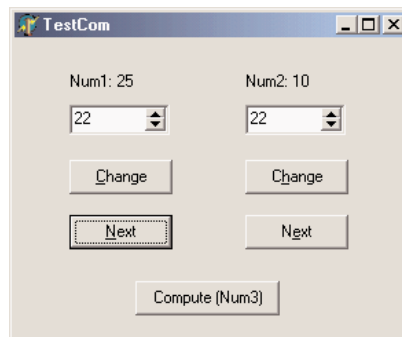 TestCom
Num1: 25 Num2: 10
22 22
Change Change
Next Next
Compute (Num3)